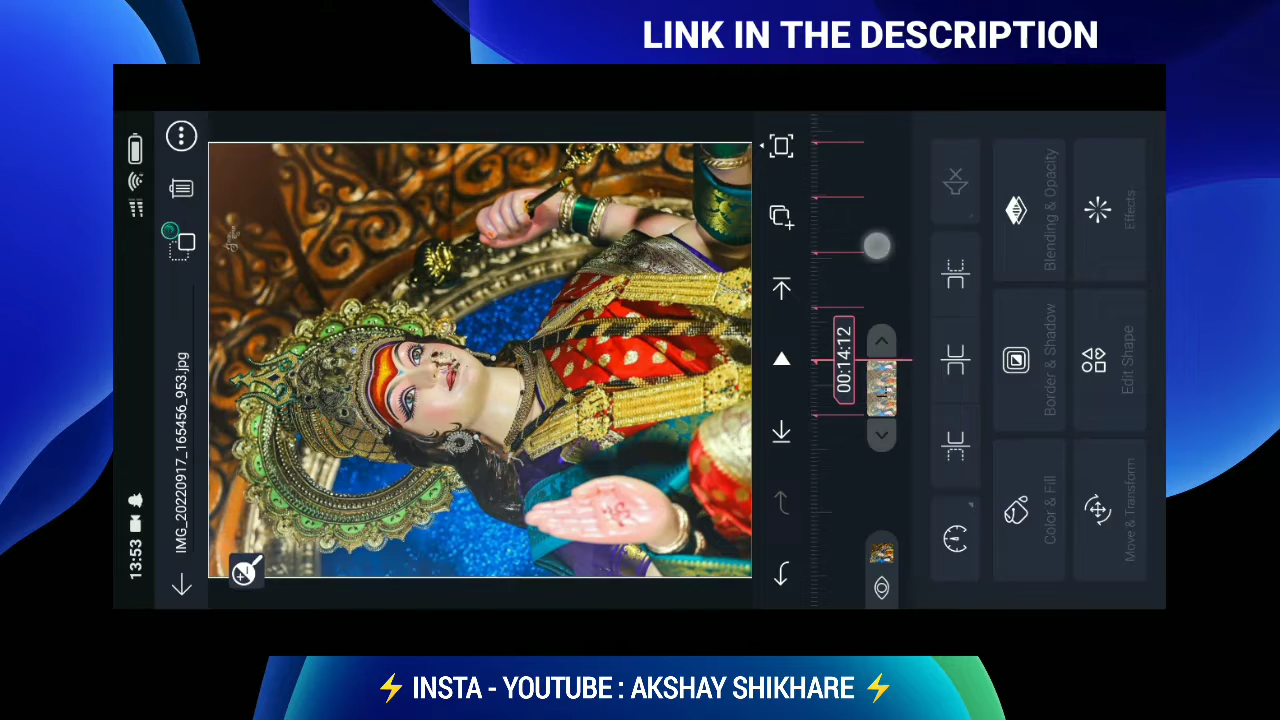 LINK IN THE DESCRIPTION
13:53
IMG_20220917_165456_953.jpg
00:14:12
Blending & Opacity
Effects
Border & Shadow
Edit Shape
Color & Fill
Move & Transform
⚡ INSTA - YOUTUBE : AKSHAY SHIKHARE ⚡